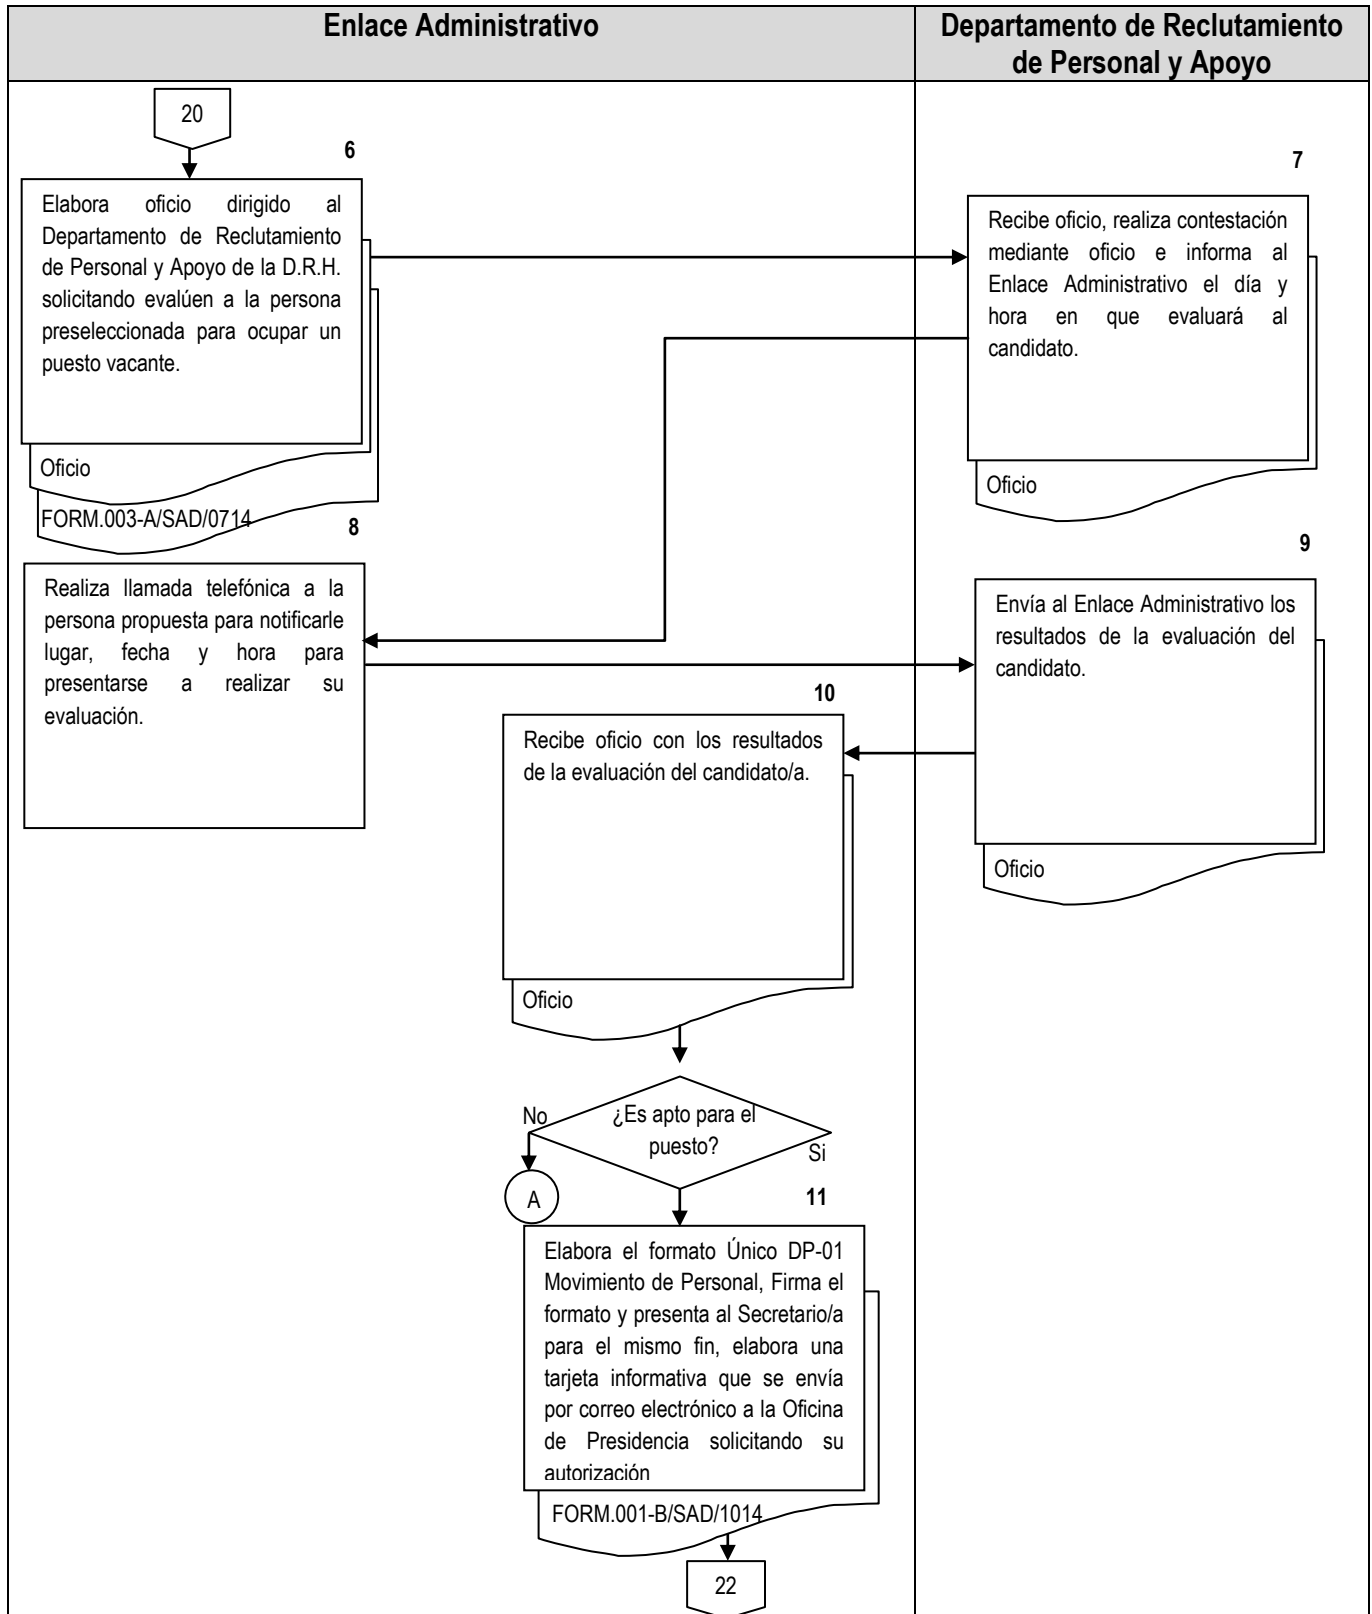 Enlace Administrativo
Departamento de Reclutamiento
de Personal y Apoyo
20
6
Elabora oficio dirigido al
Departamento de Reclutamiento
de Personal y Apoyo de la D.R.H.
solicitando evalúen a la persona
preseleccionada para ocupar un
puesto vacante.
Oficio
FORM.003-A/SAD/0714
7
Recibe oficio, realiza contestación
mediante oficio e informa al
Enlace Administrativo el día y
hora en que evaluará al
candidato.
Oficio
8
Realiza llamada telefónica a la
persona propuesta para notificarle
lugar, fecha y hora para
presentarse a realizar su
evaluación.
9
Envía al Enlace Administrativo los
resultados de la evaluación del
candidato.
Oficio
10
Recibe oficio con los resultados
de la evaluación del candidato/a.
Oficio
¿Es apto para el
puesto?
No
Si
A
11
Elabora el formato Único DP-01
Movimiento de Personal, Firma el
formato y presenta al Secretario/a
para el mismo fin, elabora una
tarjeta informativa que se envía
por correo electrónico a la Oficina
de Presidencia solicitando su
autorización
FORM.001-B/SAD/1014
22